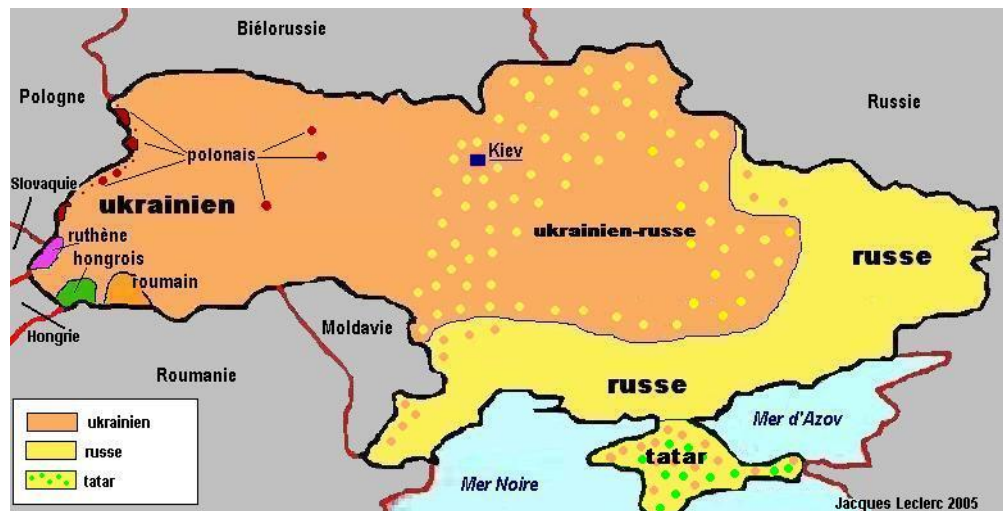 Biélorussie
Pologne
Russie
Kiev
polonais
Slovaquie
ukrainien
ukrainien-russe
ruthène
hongrois
russe
roumain
Moldavie
Hongrie
Roumanie
russe
ukrainien
Mer d'Azov
russe
tatar
tatar
Mer Noire
Jacques Leclerc 2005